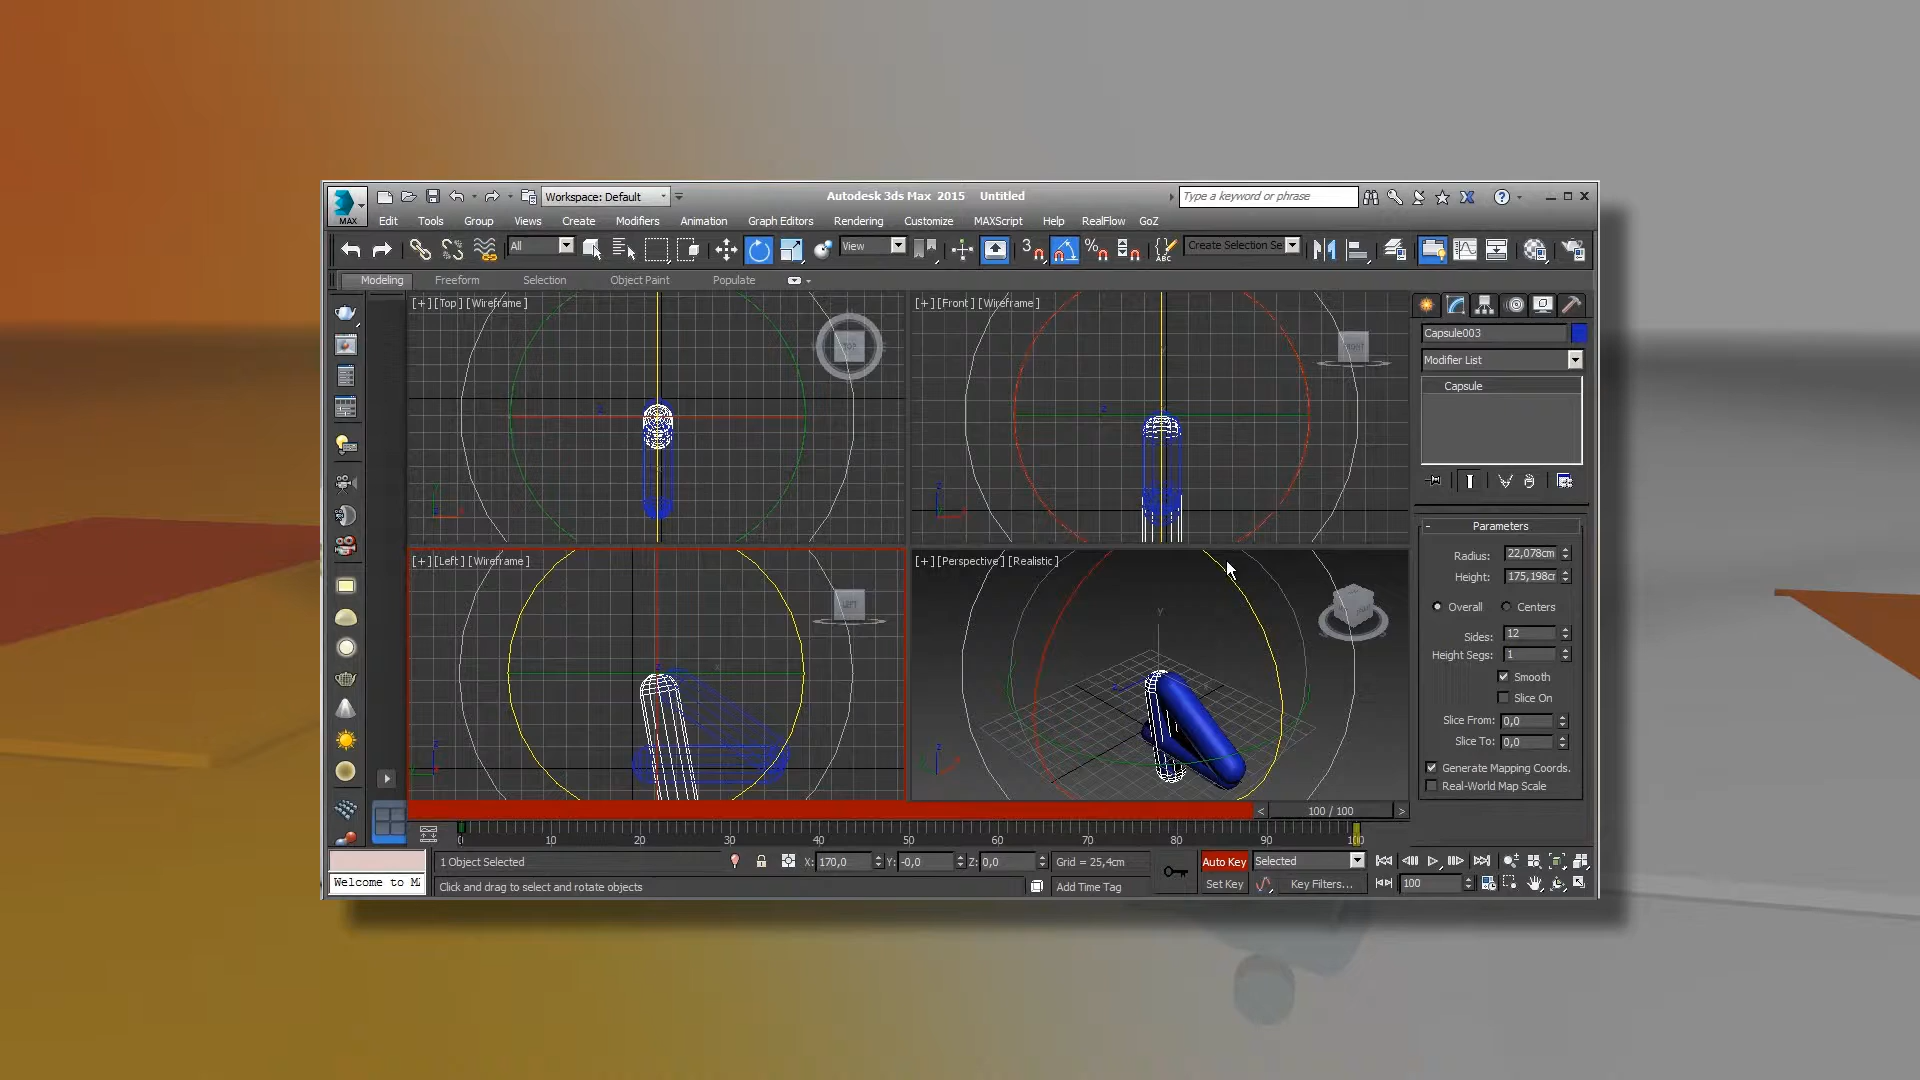 Workspace: Default
Autodesk 3ds Max 2015 Untitled
Type a keyword or phrase
MAX
Edit Tools Group Views Create Modifiers Animation Graph Editors Rendering Customize MAXScript Help RealFlow GoZ
All
View
3
%
ABC
Create Selection Se
Modeling Freeform Selection Object Paint Populate
[+] [Top] [Wireframe]
TOP
[+] [Front] [Wireframe]
FRONT
Capsule003
Modifier List
Capsule
Parameters
Radius: 22,078cm
Height: 175,198cr
Overall Centers
Sides: 12
Height Segs: 1
Smooth
Slice On
Slice From: 0,0
Slice To: 0,0
Generate Mapping Coords.
Real-World Map Scale
[+] [Left] [Wireframe]
LEFT
[+] [Perspective] [Realistic]
< 100 / 100 >
0 10 20 30 40 50 60 70 80 90 100
1 Object Selected
X: 170,0 Y: -0,0 Z: 0,0
Grid = 25,4cm
Auto Key
Selected
Welcome to M
Click and drag to select and rotate objects
Add Time Tag
Set Key
Key Filters...
100